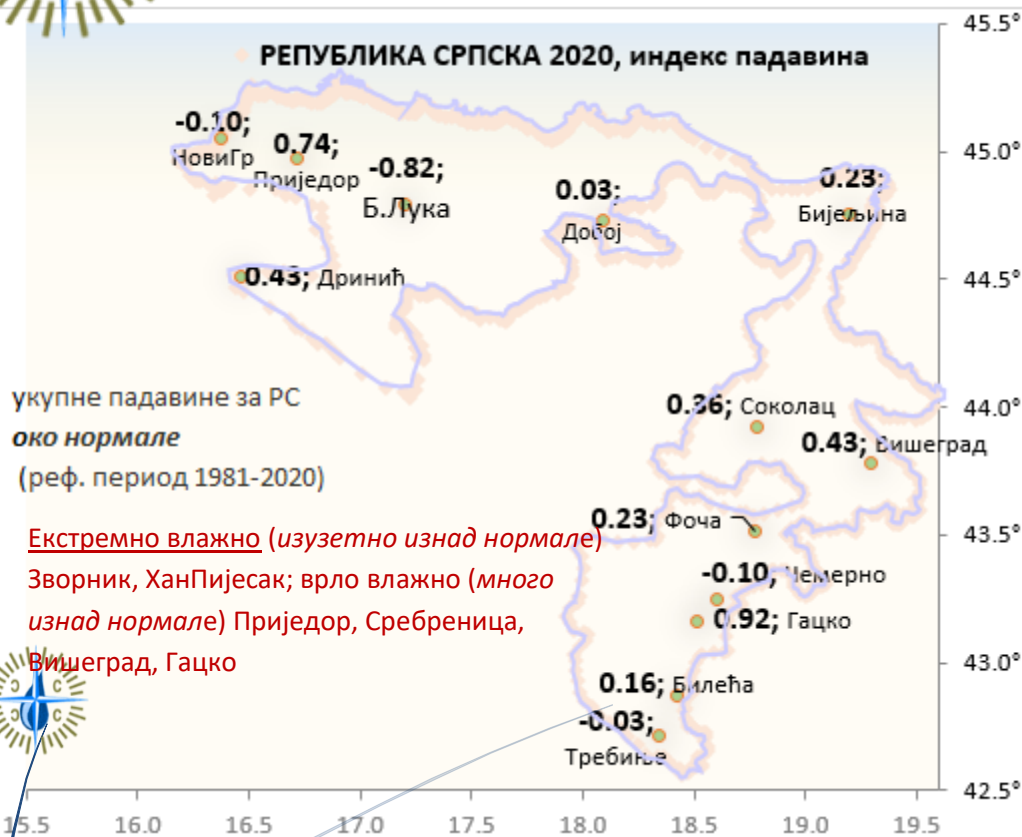 45.5°
РЕПУБЛИКА СРПСКА 2020, индекс падавина
-0.10;
НовиГр
0.74;
Приједор
-0.82;
Б.Лука
0.03;
Добој
0.23;
Бијељина
45.0°
0.43; Дринић
44.5°
укупне падавине за РС
око нормале
(реф. период 1981-2020)
0.36; Соколац
44.0°
0.43; Вишеград
Екстремно влажно (изузетно изнад нормале)
Зворник, ХанПијесак; врло влажно (много
изнад нормале) Приједор, Сребреница,
Вишеград, Гацко
0.23; Фоча
43.5°
-0.10; Чемерно
0.92; Гацко
43.0°
0.16; Билећа
-0.03;
Требиње
42.5°
15.5 16.0 16.5 17.0 17.5 18.0 18.5 19.0 19.5